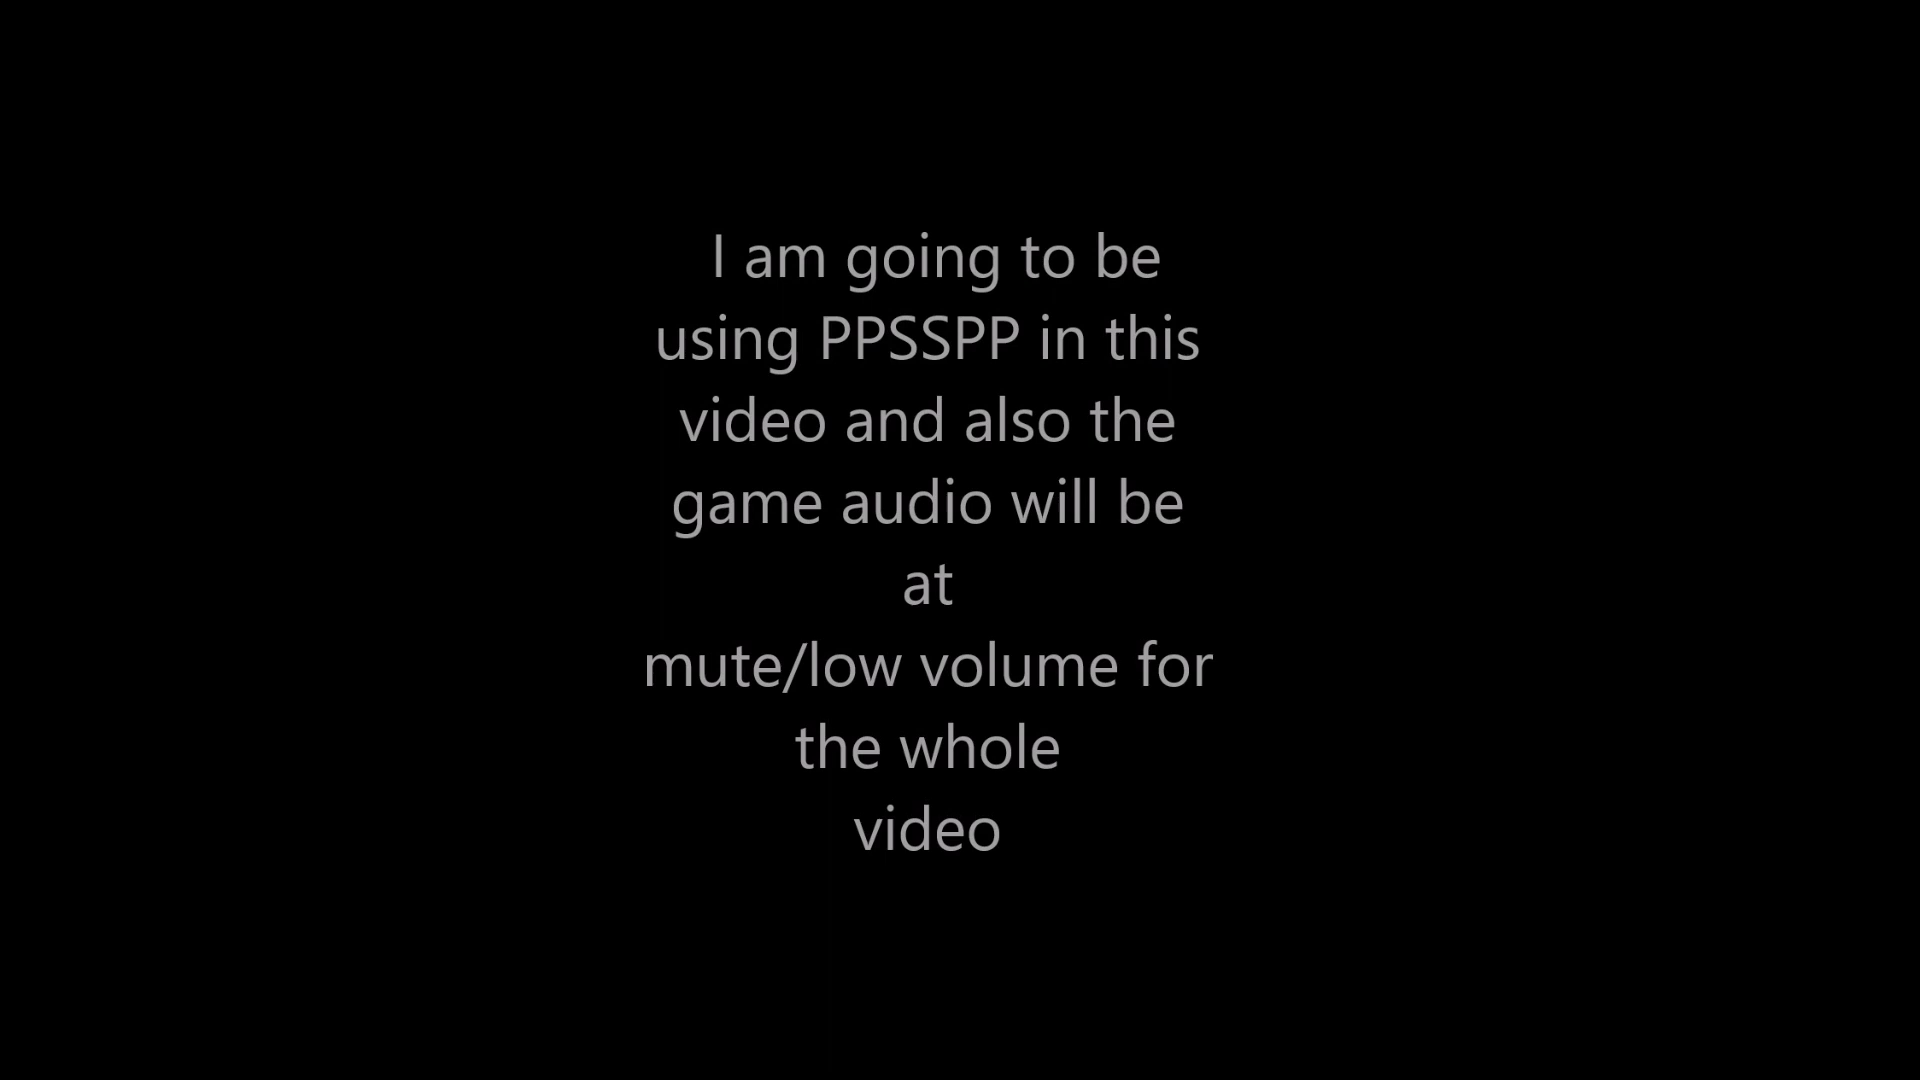 I am going to be
using PPSSPP in this
video and also the
game audio will be
at
mute/low volume for
the whole
video